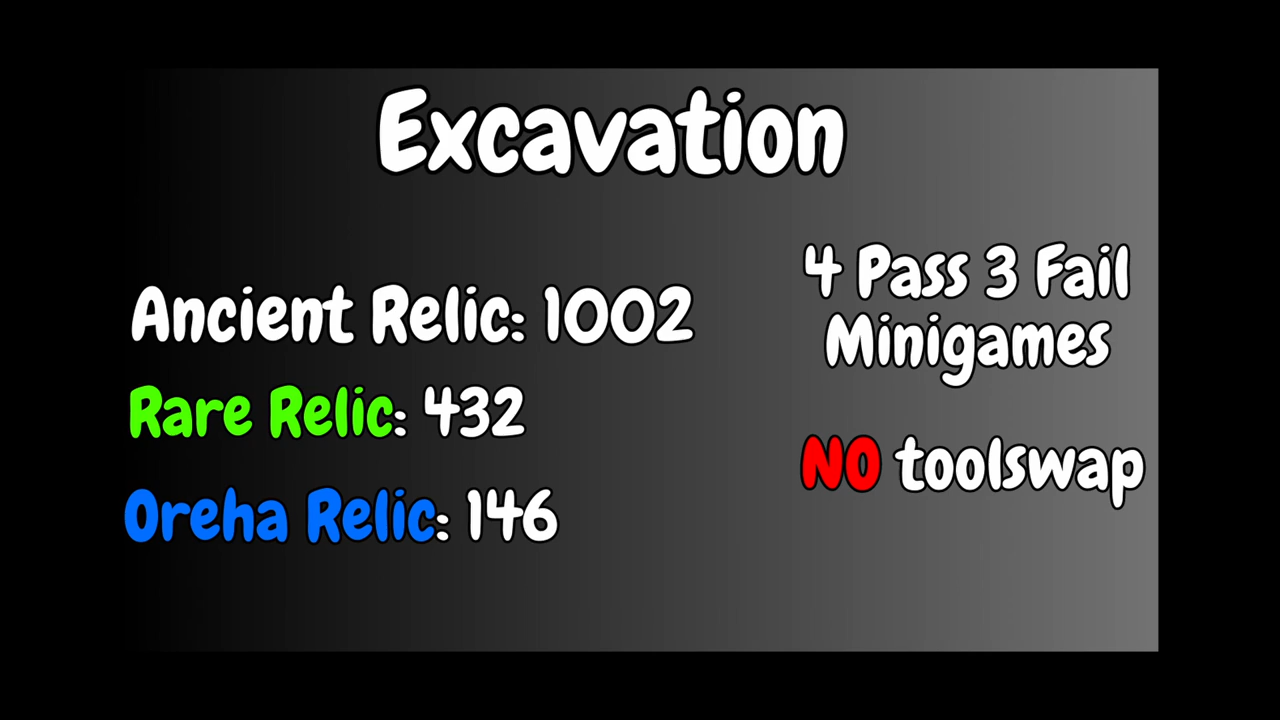 Excavation
Ancient Relic: 1002
Rare Relic: 432
Oreha Relic: 146
4 Pass 3 Fail
Minigames
NO toolswap